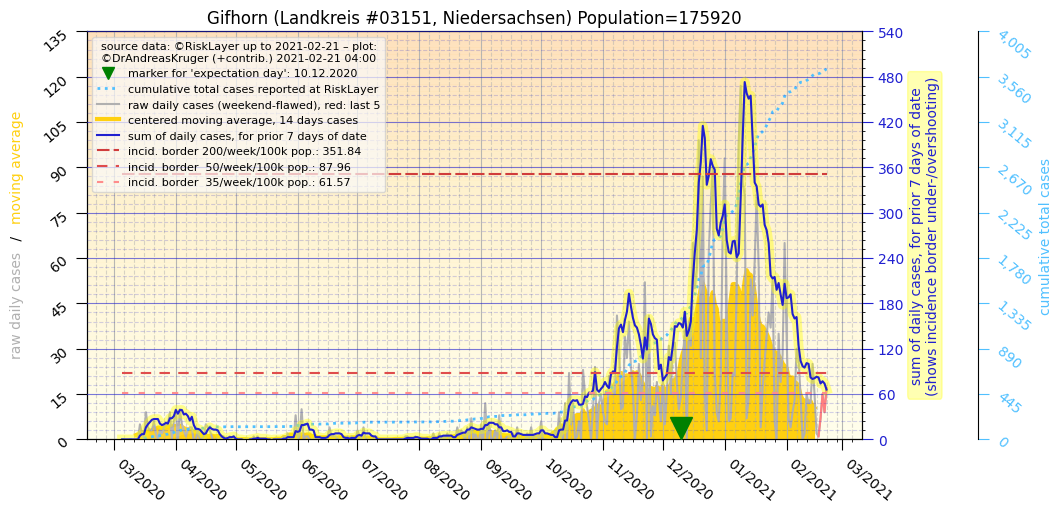 Gifhorn (Landkreis #03151, Niedersachsen) Population=175920
source data: ©RiskLayer up to 2021-02-21 – plot:
©DrAndreasKruger (+contrib.) 2021-02-21 04:00
marker for 'expectation day': 10.12.2020
cumulative total cases reported at RiskLayer
raw daily cases (weekend-flawed), red: last 5
centered moving average, 14 days cases
sum of daily cases, for prior 7 days of date
incid. border 200/week/100k pop.: 351.84
incid. border  50/week/100k pop.: 87.96
incid. border  35/week/100k pop.: 61.57
raw daily cases  /  moving average
135
120
105
90
75
60
45
30
15
0
03/2020
04/2020
05/2020
06/2020
07/2020
08/2020
09/2020
10/2020
11/2020
12/2020
01/2021
02/2021
03/2021
540
480
420
360
300
240
180
120
60
0
sum of daily cases, for prior 7 days of date
(shows incidence border under-/overshooting)
4,005
3,560
3,115
2,670
2,225
1,780
1,335
890
445
0
cumulative total cases